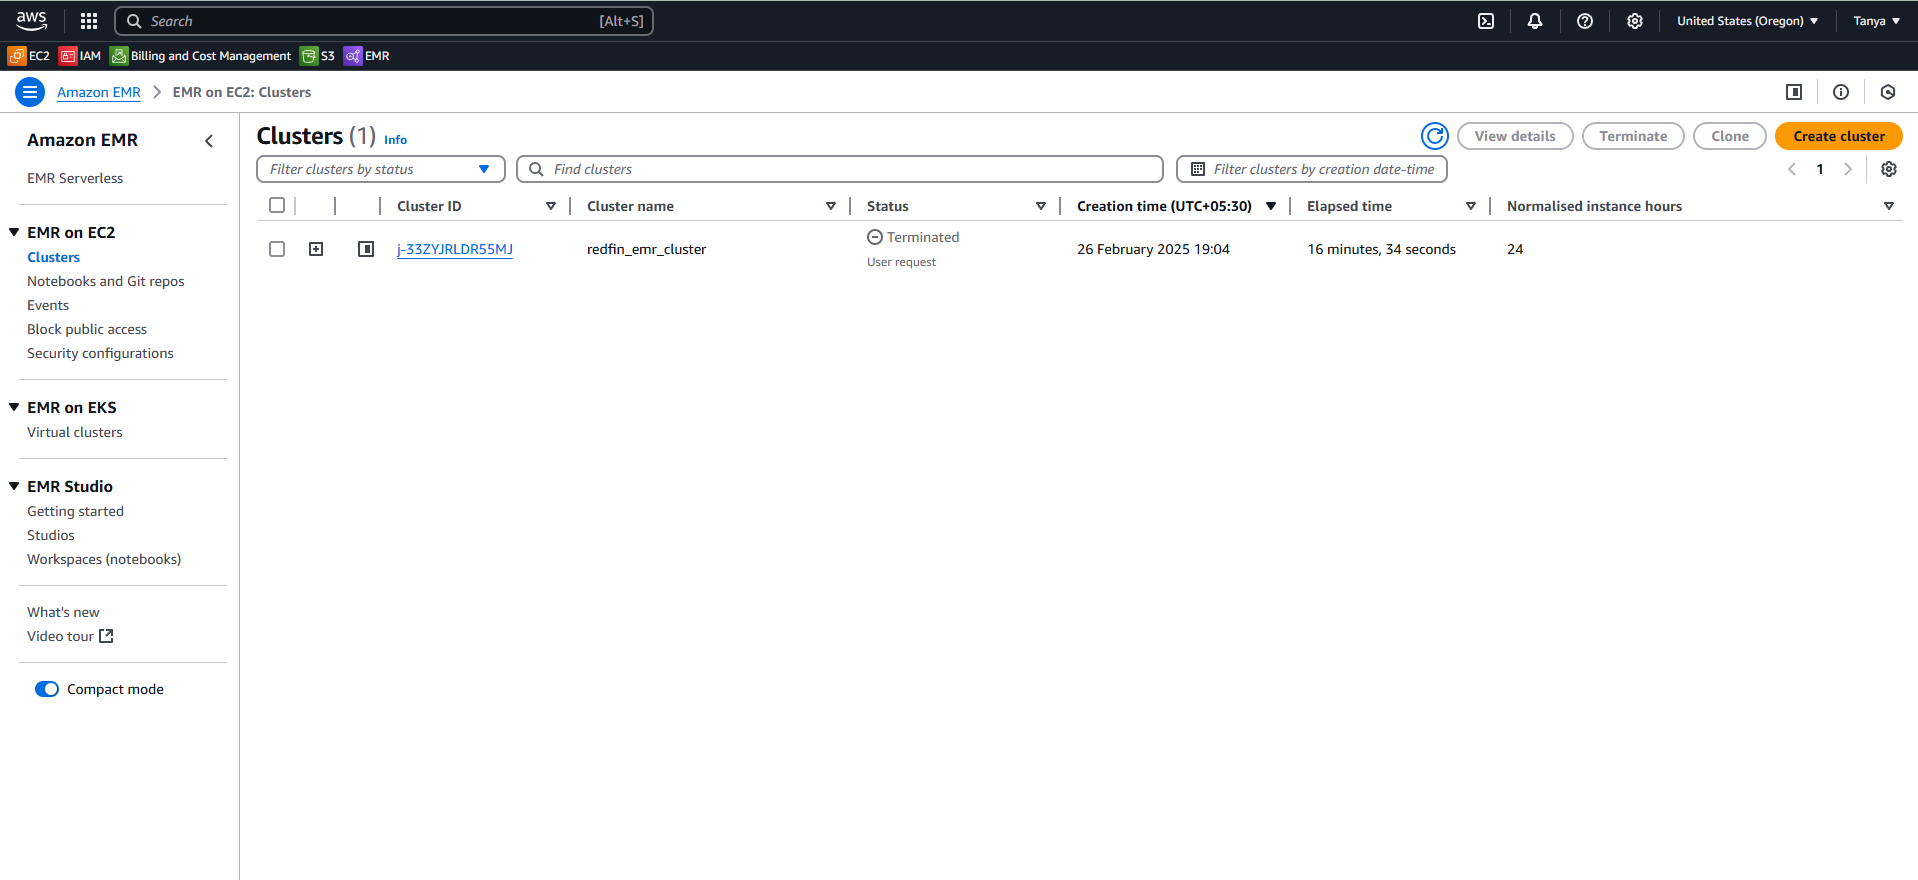 aws Search [Alt+S] United States (Oregon) Tanya
EC2 IAM Billing and Cost Management S3 EMR
Amazon EMR EMR on EC2: Clusters
Amazon EMR
EMR Serverless
EMR on EC2
Clusters
Notebooks and Git repos
Events
Block public access
Security configurations
EMR on EKS
Virtual clusters
EMR Studio
Getting started
Studios
Workspaces (notebooks)
What's new
Video tour
Compact mode
Clusters (1) Info
View details Terminate Clone Create cluster
Filter clusters by status Find clusters Filter clusters by creation date-time 1
Cluster ID Cluster name Status Creation time (UTC+05:30) Elapsed time Normalised instance hours
j-33ZYJRLDR55MJ redfin_emr_cluster Terminated 26 February 2025 19:04 16 minutes, 34 seconds 24
User request